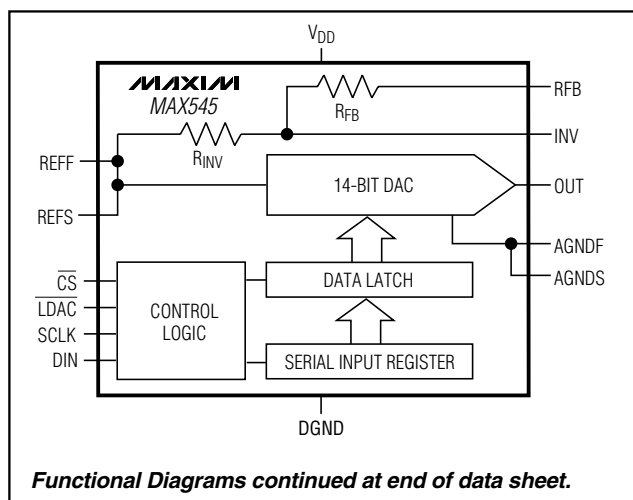 VDD
MAXIM
MAX545
RFB
RFB
INV
RINV
REFF
REFS
14-BIT DAC
OUT
AGNDF
AGNDS
CS
LDAC
SCLK
DIN
CONTROL
LOGIC
DATA LATCH
SERIAL INPUT REGISTER
DGND
Functional Diagrams continued at end of data sheet.